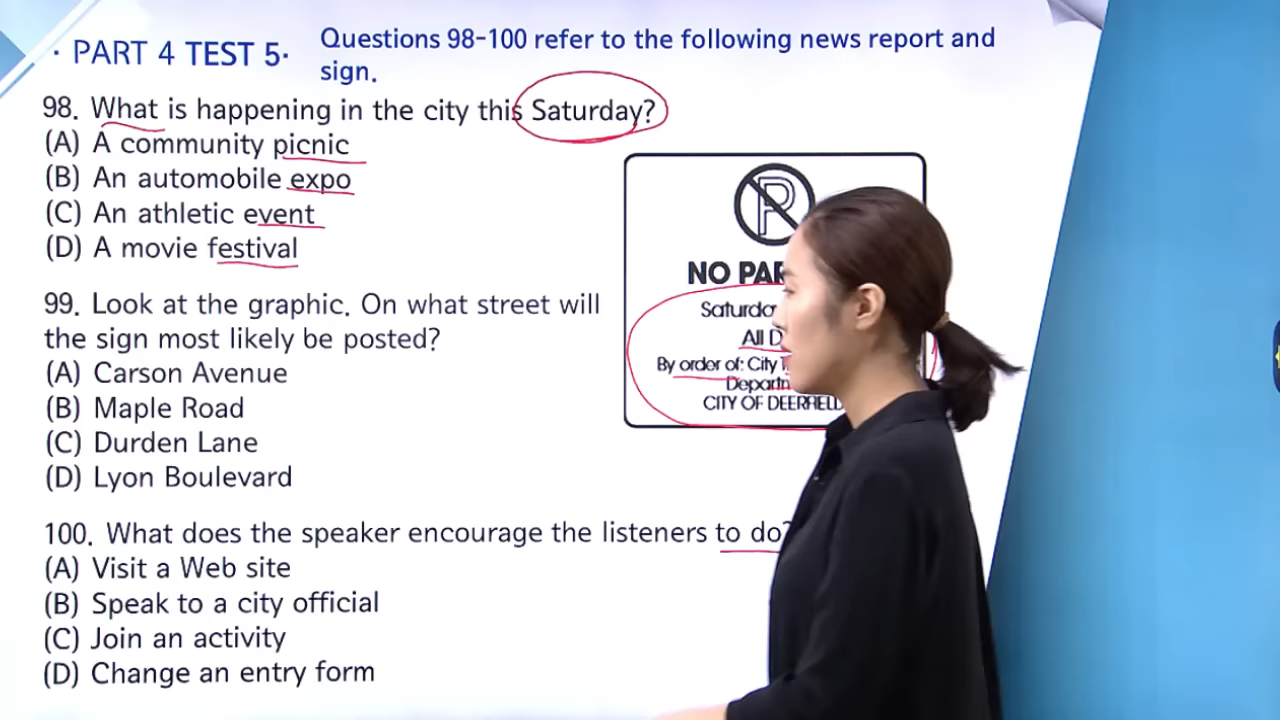 · PART 4 TEST 5·
Questions 98-100 refer to the following news report and
sign.
98. What is happening in the city this Saturday?
(A) A community picnic
(B) An automobile expo
(C) An athletic event
(D) A movie festival
P
NO
All
By order of: City
CITY OF DEERFIELD
99. Look at the graphic. On what street will
the sign most likely be posted?
(A) Carson Avenue
(B) Maple Road
(C) Durden Lane
(D) Lyon Boulevard
100. What does the speaker encourage the listeners to do?
(A) Visit a Web site
(B) Speak to a city official
(C) Join an activity
(D) Change an entry form